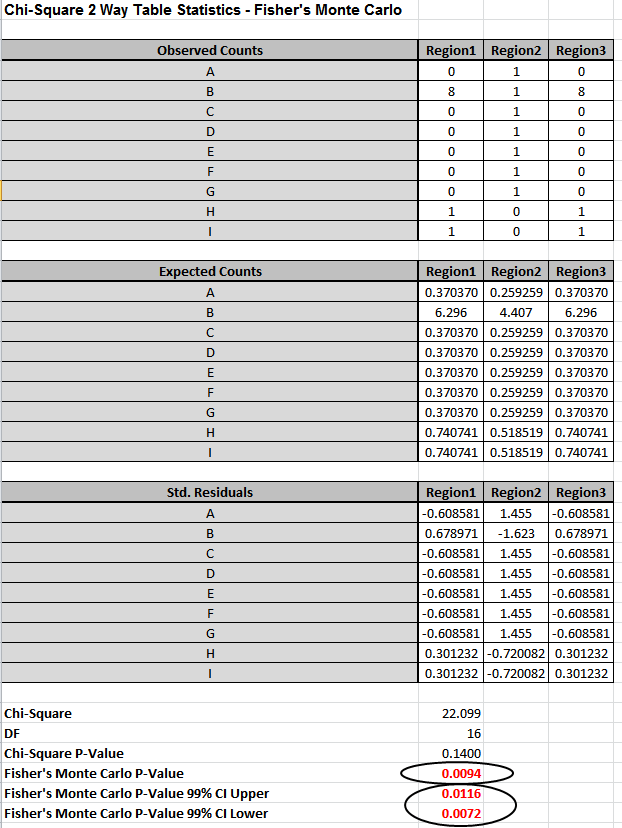 Chi-Square 2 Way Table Statistics - Fisher's Monte Carlo
Observed Counts Region1 Region2 Region3
A 0 1 0
B 8 1 8
C 0 1 0
D 0 1 0
E 0 1 0
F 0 1 0
G 0 1 0
H 1 0 1
I 1 0 1
Expected Counts Region1 Region2 Region3
A 0.370370 0.259259 0.370370
B 6.296 4.407 6.296
C 0.370370 0.259259 0.370370
D 0.370370 0.259259 0.370370
E 0.370370 0.259259 0.370370
F 0.370370 0.259259 0.370370
G 0.370370 0.259259 0.370370
H 0.740741 0.518519 0.740741
I 0.740741 0.518519 0.740741
Std. Residuals Region1 Region2 Region3
A -0.608581 1.455 -0.608581
B 0.678971 -1.623 0.678971
C -0.608581 1.455 -0.608581
D -0.608581 1.455 -0.608581
E -0.608581 1.455 -0.608581
F -0.608581 1.455 -0.608581
G -0.608581 1.455 -0.608581
H 0.301232 -0.720082 0.301232
I 0.301232 -0.720082 0.301232
Chi-Square 22.099
DF 16
Chi-Square P-Value 0.1400
Fisher's Monte Carlo P-Value 0.0094
Fisher's Monte Carlo P-Value 99% CI Upper 0.0116
Fisher's Monte Carlo P-Value 99% CI Lower 0.0072